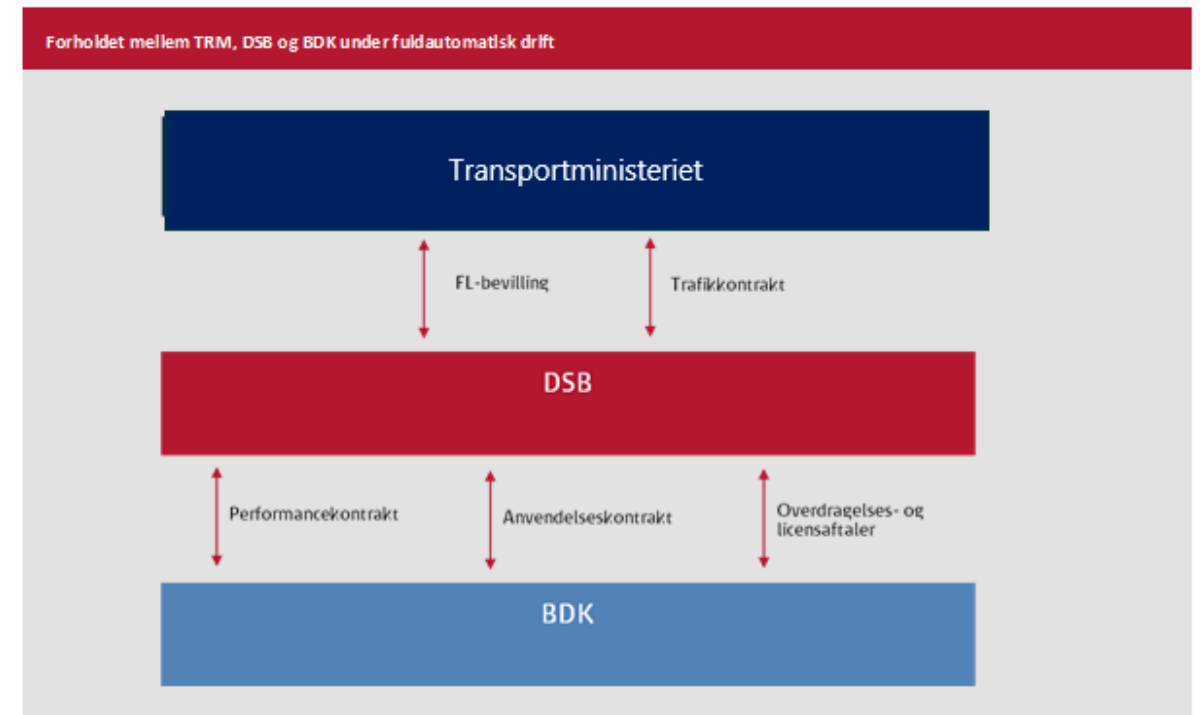 Forholdet mellem TRM, DSB og BDK under fuldautomatisk drift
Transportministeriet
FL-bevilling
Trafikkontrakt
DSB
Performancekontrakt
Anvendelseskontrakt
Overdragelses- og
licensaftaler
BDK